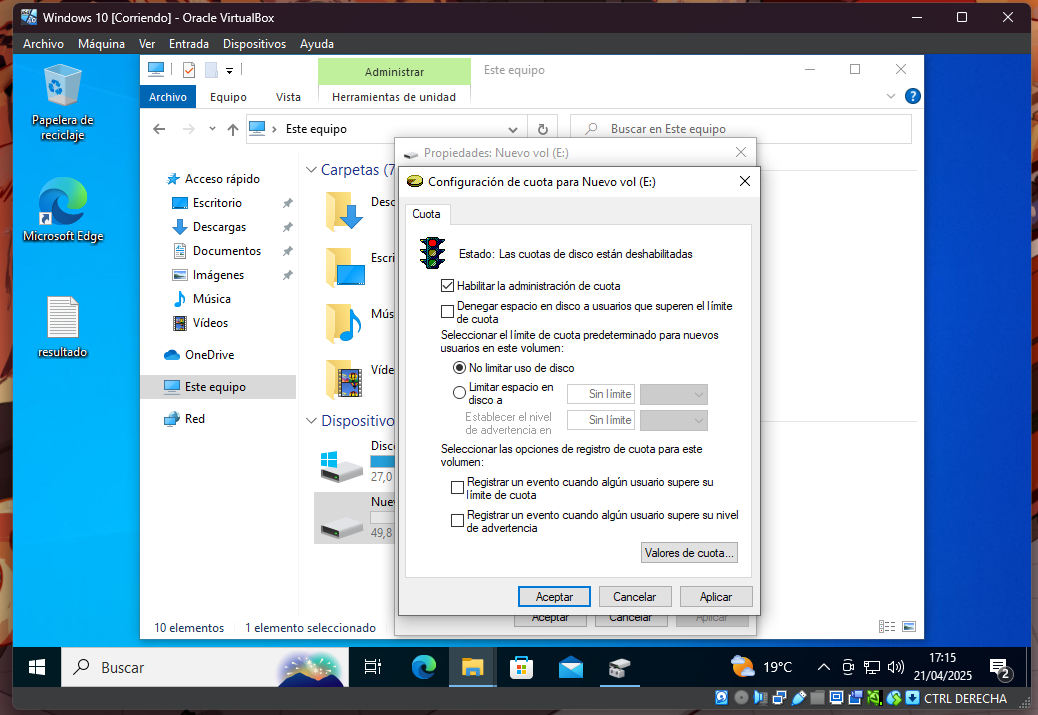 Windows 10 [Corriendo] - Oracle VirtualBox
Archivo Máquina Ver Entrada Dispositivos Ayuda
Papelera de
reciclaje
Microsoft Edge
resultado
Administrar
Este equipo
Archivo Equipo Vista Herramientas de unidad
Este equipo
Buscar en Este equipo
Acceso rápido
Escritorio
Descargas
Documentos
Imágenes
Música
Vídeos
OneDrive
Este equipo
Red
Carpetas (7
Desc
Escri
Mús
Víde
Dispositivo
Disc
27,0
Nue
49,8
Propiedades: Nuevo vol (E:)
Configuración de cuota para Nuevo vol (E:)
Cuota
Estado: Las cuotas de disco están deshabilitadas
Habilitar la administración de cuota
Denegar espacio en disco a usuarios que superen el límite
de cuota
Seleccionar el límite de cuota predeterminado para nuevos
usuarios en este volumen:
No limitar uso de disco
Limitar espacio en
disco a
Sin límite
Establecer el nivel
de advertencia en
Sin límite
Seleccionar las opciones de registro de cuota para este
volumen:
Registrar un evento cuando algún usuario supere su
límite de cuota
Registrar un evento cuando algún usuario supere su nivel
de advertencia
Valores de cuota...
Aceptar Cancelar Aplicar
Aceptar Cancelar Aplicar
10 elementos 1 elemento seleccionado
Buscar
19°C
17:15
21/04/2025
2
CTRL DERECHA